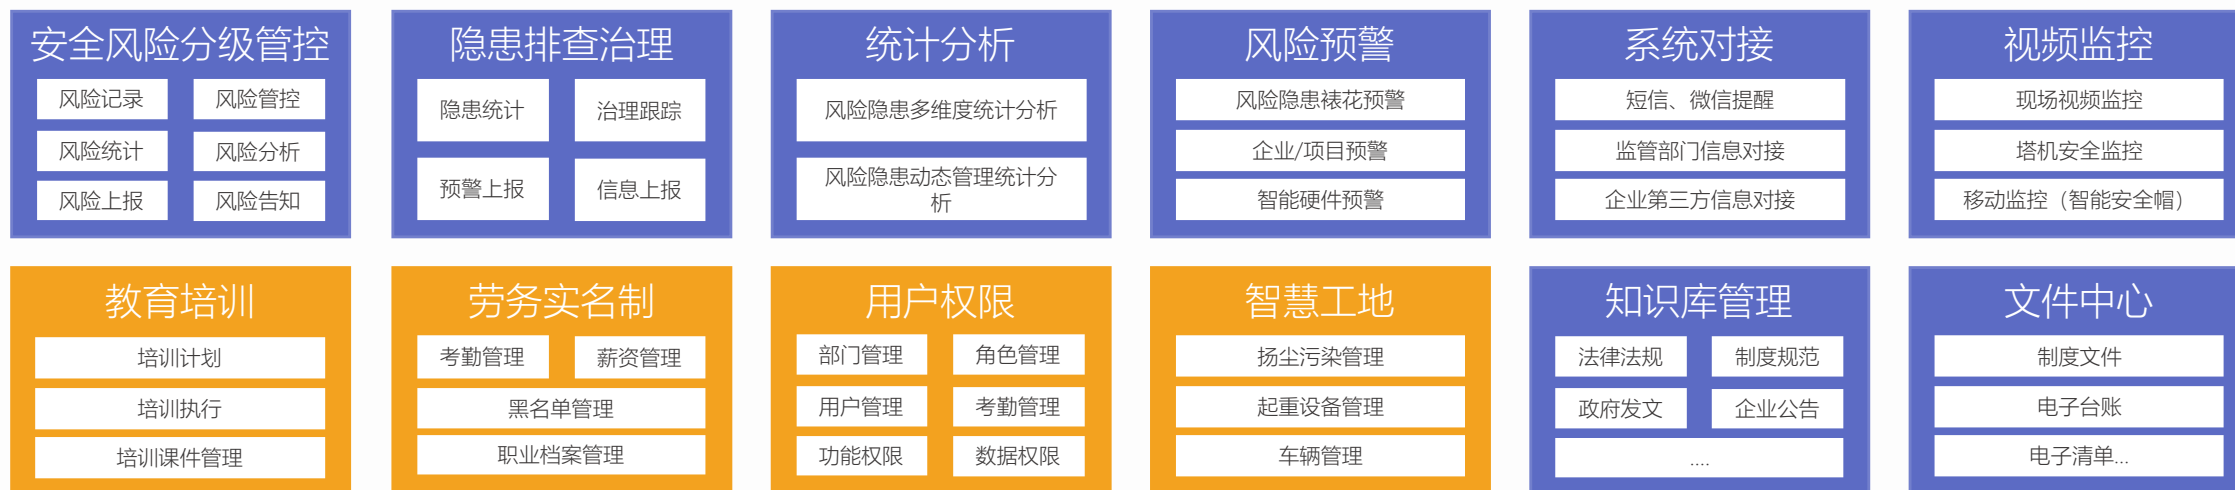 安全风险分级管控
风险记录
风险管控
风险统计
风险分析
风险上报
风险告知
隐患排查治理
隐患统计
治理跟踪
预警上报
信息上报
统计分析
风险隐患多维度统计分析
风险隐患动态管理统计分
析
风险预警
风险隐患裱花预警
企业/项目预警
智能硬件预警
系统对接
短信、微信提醒
监管部门信息对接
企业第三方信息对接
视频监控
现场视频监控
塔机安全监控
移动监控（智能安全帽）
教育培训
培训计划
培训执行
培训课件管理
劳务实名制
考勤管理
薪资管理
黑名单管理
职业档案管理
用户权限
部门管理
角色管理
用户管理
考勤管理
功能权限
数据权限
智慧工地
扬尘污染管理
起重设备管理
车辆管理
知识库管理
法律法规
制度规范
政府发文
企业公告
....
文件中心
制度文件
电子台账
电子清单...